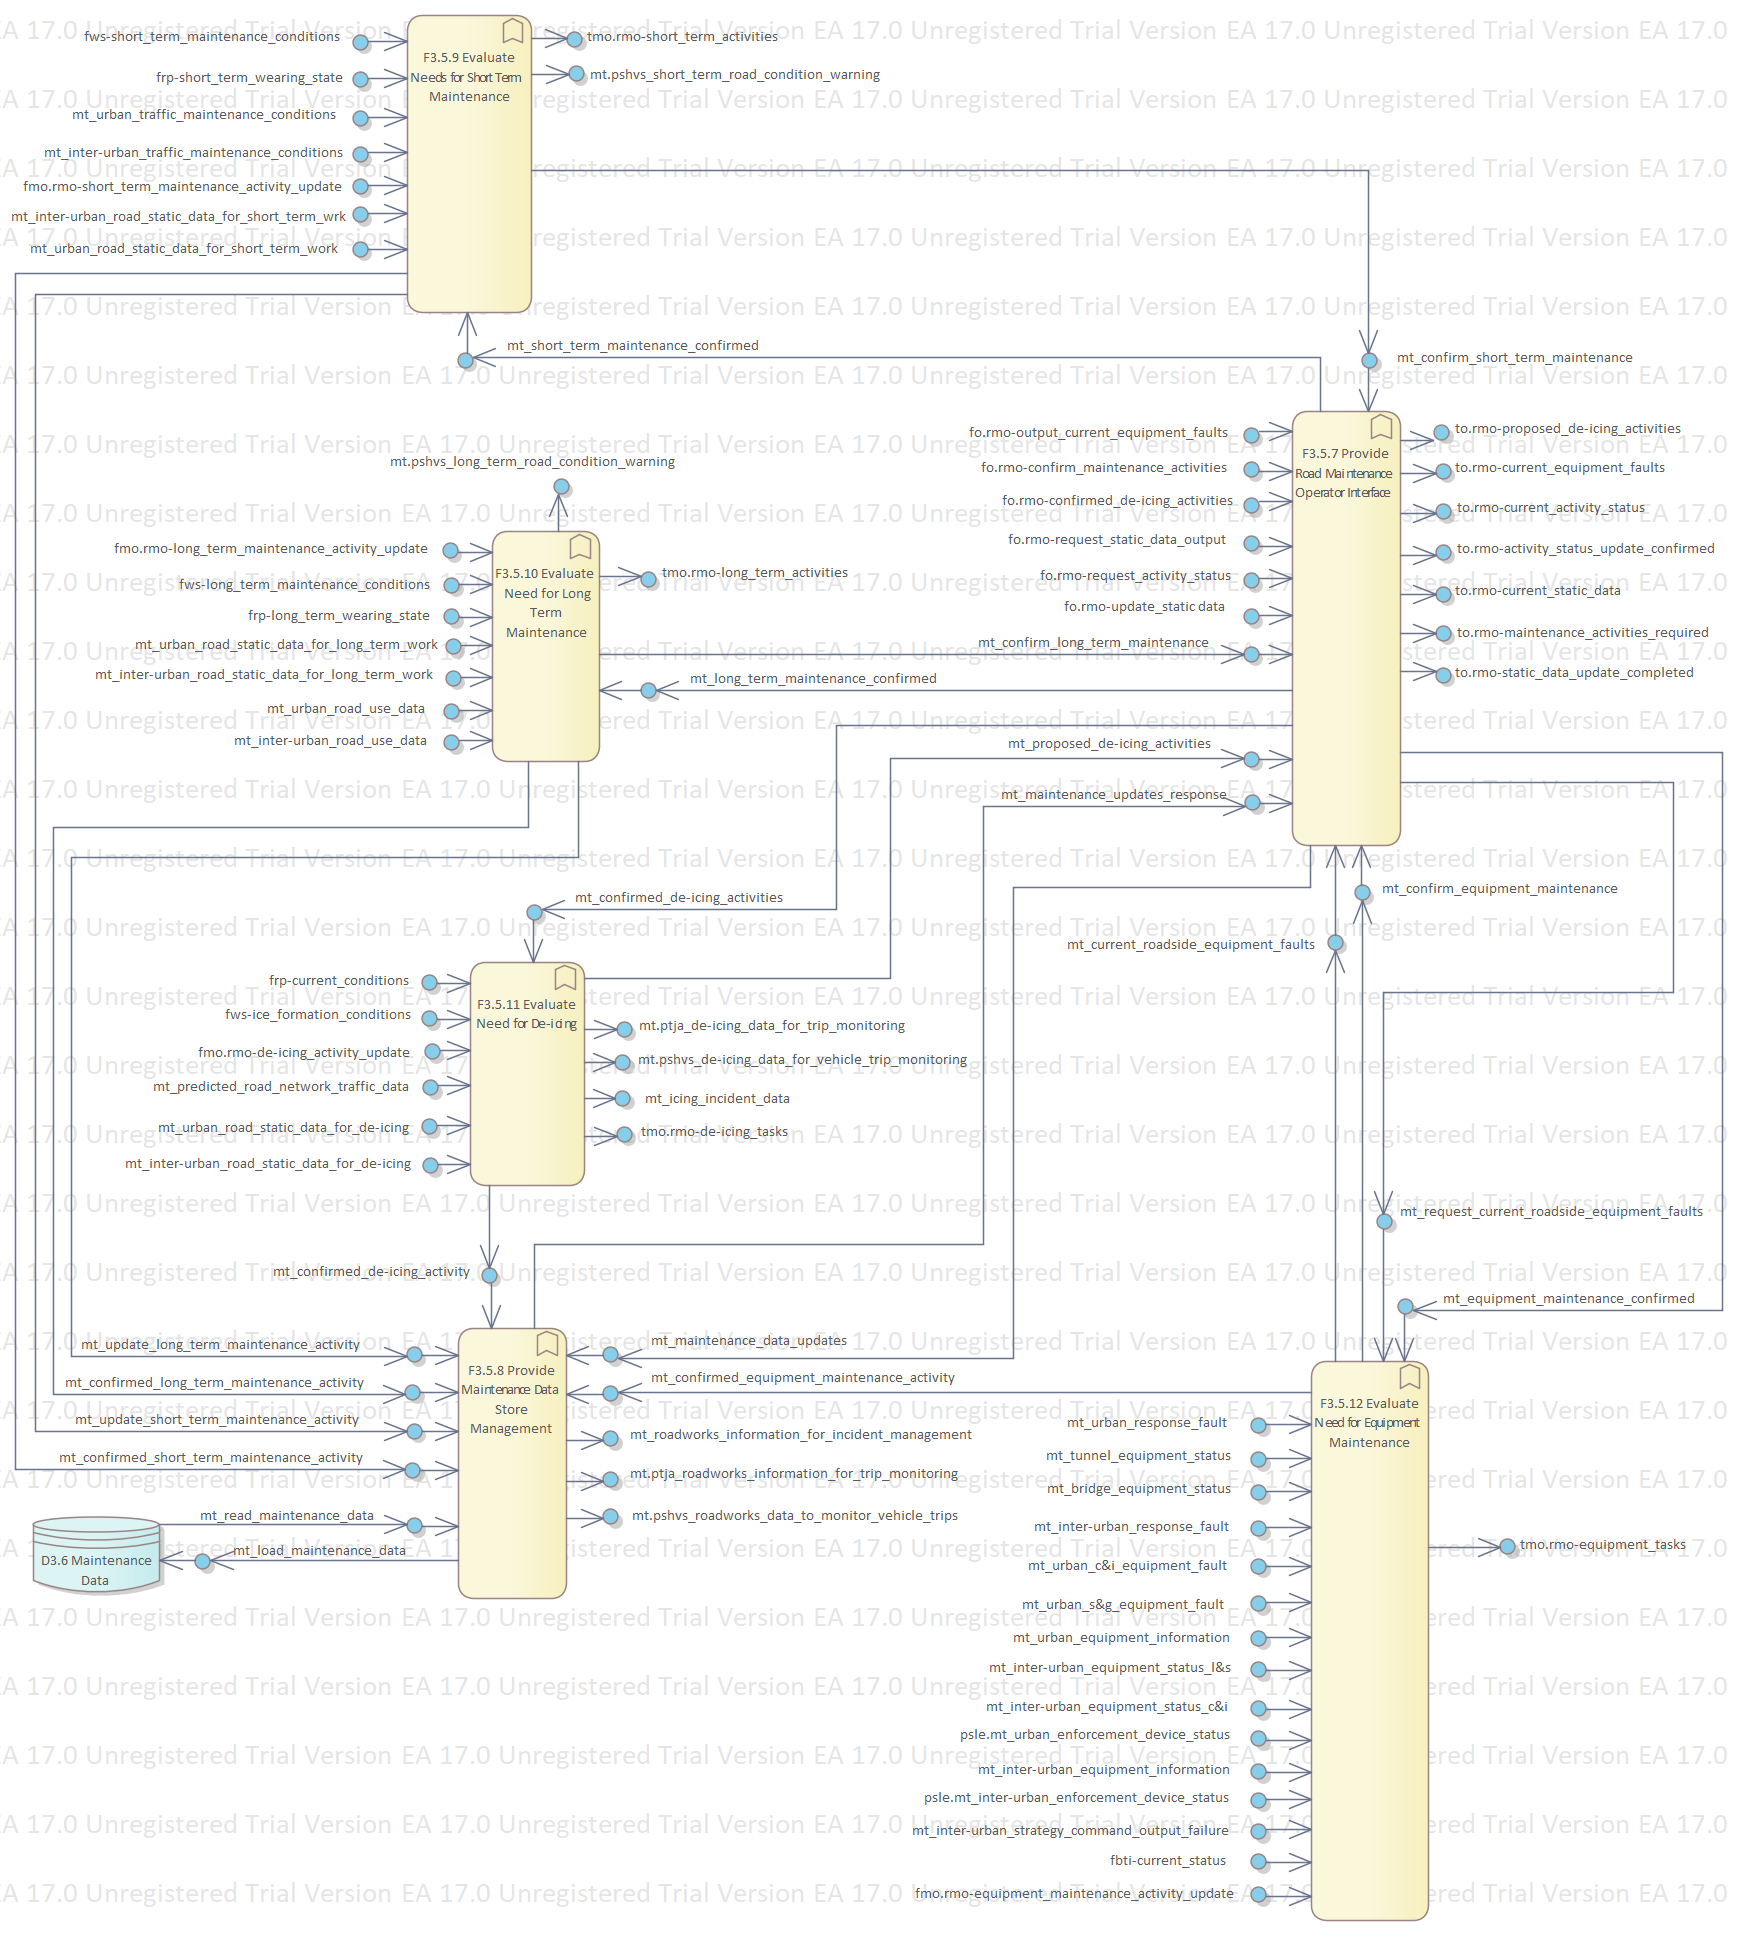 fws-short_term_maintenance_conditions
frp-short_term_wearing_state
mt_urban_traffic_maintenance_conditions
mt_inter-urban_traffic_maintenance_conditions
fmo.rmo-short_term_maintenance_activity_update
mt_inter-urban_road_static_data_for_short_term_wrk
mt_urban_road_static_data_for_short_term_work
F3.5.9 Evaluate
Needs for Short Term
Maintenance
tmo.rmo-short_term_activities
mt.pshvs_short_term_road_condition_warning
mt_short_term_maintenance_confirmed
mt_confirm_short_term_maintenance
fo.rmo-output_current_equipment_faults
fo.rmo-confirm_maintenance_activities
fo.rmo-confirmed_de-icing_activities
fo.rmo-request_static_data_output
fo.rmo-request_activity_status
fo.rmo-update_static data
mt_confirm_long_term_maintenance
mt_long_term_maintenance_confirmed
mt_proposed_de-icing_activities
mt_maintenance_updates_response
F3.5.7 Provide
Road Maintenance
Operator Interface
to.rmo-proposed_de-icing_activities
to.rmo-current_equipment_faults
to.rmo-current_activity_status
to.rmo-activity_status_update_confirmed
to.rmo-current_static_data
to.rmo-maintenance_activities_required
to.rmo-static_data_update_completed
mt.pshvs_long_term_road_condition_warning
fmo.rmo-long_term_maintenance_activity_update
fws-long_term_maintenance_conditions
frp-long_term_wearing_state
mt_urban_road_static_data_for_long_term_work
mt_inter-urban_road_static_data_for_long_term_work
mt_urban_road_use_data
mt_inter-urban_road_use_data
F3.5.10 Evaluate
Need for Long
Term
Maintenance
tmo.rmo-long_term_activities
mt_confirmed_de-icing_activities
mt_confirm_equipment_maintenance
mt_current_roadside_equipment_faults
frp-current_conditions
fws-ice_formation_conditions
fmo.rmo-de-icing_activity_update
mt_predicted_road_network_traffic_data
mt_urban_road_static_data_for_de-icing
mt_inter-urban_road_static_data_for_de-icing
F3.5.11 Evaluate
Need for De-icing
mt.ptja_de-icing_data_for_trip_monitoring
mt.pshvs_de-icing_data_for_vehicle_trip_monitoring
mt_icing_incident_data
tmo.rmo-de-icing_tasks
mt_request_current_roadside_equipment_faults
mt_equipment_maintenance_confirmed
mt_confirmed_de-icing_activity
mt_update_long_term_maintenance_activity
mt_confirmed_long_term_maintenance_activity
mt_update_short_term_maintenance_activity
mt_confirmed_short_term_maintenance_activity
mt_read_maintenance_data
mt_load_maintenance_data
D3.6 Maintenance
Data
F3.5.8 Provide
Maintenance Data
Store
Management
mt_maintenance_data_updates
mt_confirmed_equipment_maintenance_activity
mt_roadworks_information_for_incident_management
mt.ptja_roadworks_information_for_trip_monitoring
mt.pshvs_roadworks_data_to_monitor_vehicle_trips
F3.5.12 Evaluate
Need for Equipment
Maintenance
mt_urban_response_fault
mt_tunnel_equipment_status
mt_bridge_equipment_status
mt_inter-urban_response_fault
mt_urban_c&i_equipment_fault
mt_urban_s&g_equipment_fault
mt_urban_equipment_information
mt_inter-urban_equipment_status_l&s
mt_inter-urban_equipment_status_c&i
psle.mt_urban_enforcement_device_status
mt_inter-urban_equipment_information
psle.mt_inter-urban_enforcement_device_status
mt_inter-urban_strategy_command_output_failure
fbti-current_status
fmo.rmo-equipment_maintenance_activity_update
tmo.rmo-equipment_tasks
EA 17.0 Unregistered Trial Version